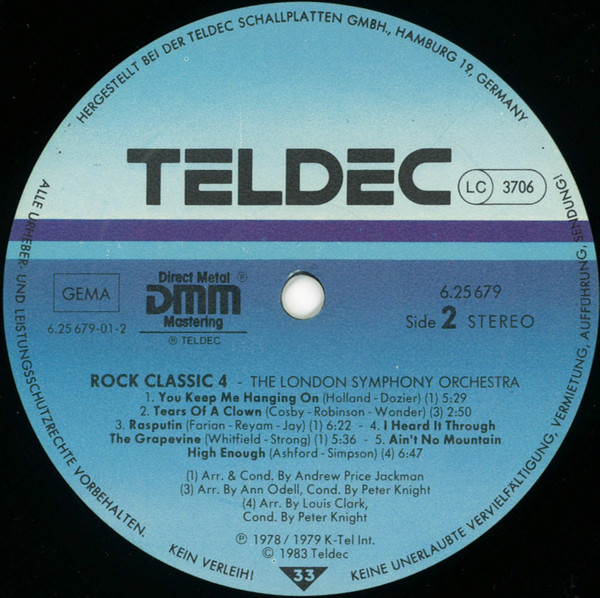 HERGESTELLT BEI DER TELDEC SCHALLPLATTEN GMBH., HAMBURG 19, GERMANY
TELDEC
LC 3706
GEMA
6.25679-01-2
Direct Metal ®
DMM
Mastering
℗ TELDEC
6.25679
Side 2 STEREO
ROCK CLASSIC 4 - THE LONDON SYMPHONY ORCHESTRA
1. You Keep Me Hanging On (Holland - Dozier) (1) 5:29
2. Tears Of A Clown (Cosby - Robinson - Wonder) (3) 2:50
3. Rasputin (Farian - Reyam - Jay) (1) 6:22 - 4. I Heard It Through
The Grapevine (Whitfield - Strong) (1) 5:36 - 5. Ain't No Mountain
High Enough (Ashford - Simpson) (4) 6:47
(1) Arr. & Cond. By Andrew Price Jackman
(3) Arr. By Ann Odell, Cond. By Peter Knight
(4) Arr. By Louis Clark,
Cond. By Peter Knight
℗ 1978 / 1979 K-Tel Int.
© 1983 Teldec
33
ALLE URHEBER- UND LEISTUNGSSCHUTZRECHTE VORBEHALTEN.
KEIN VERLEIH!
KEINE UNERLAUBTE VERVIELFÄLTIGUNG, VERMIETUNG, AUFFÜHRUNG, SENDUNG!